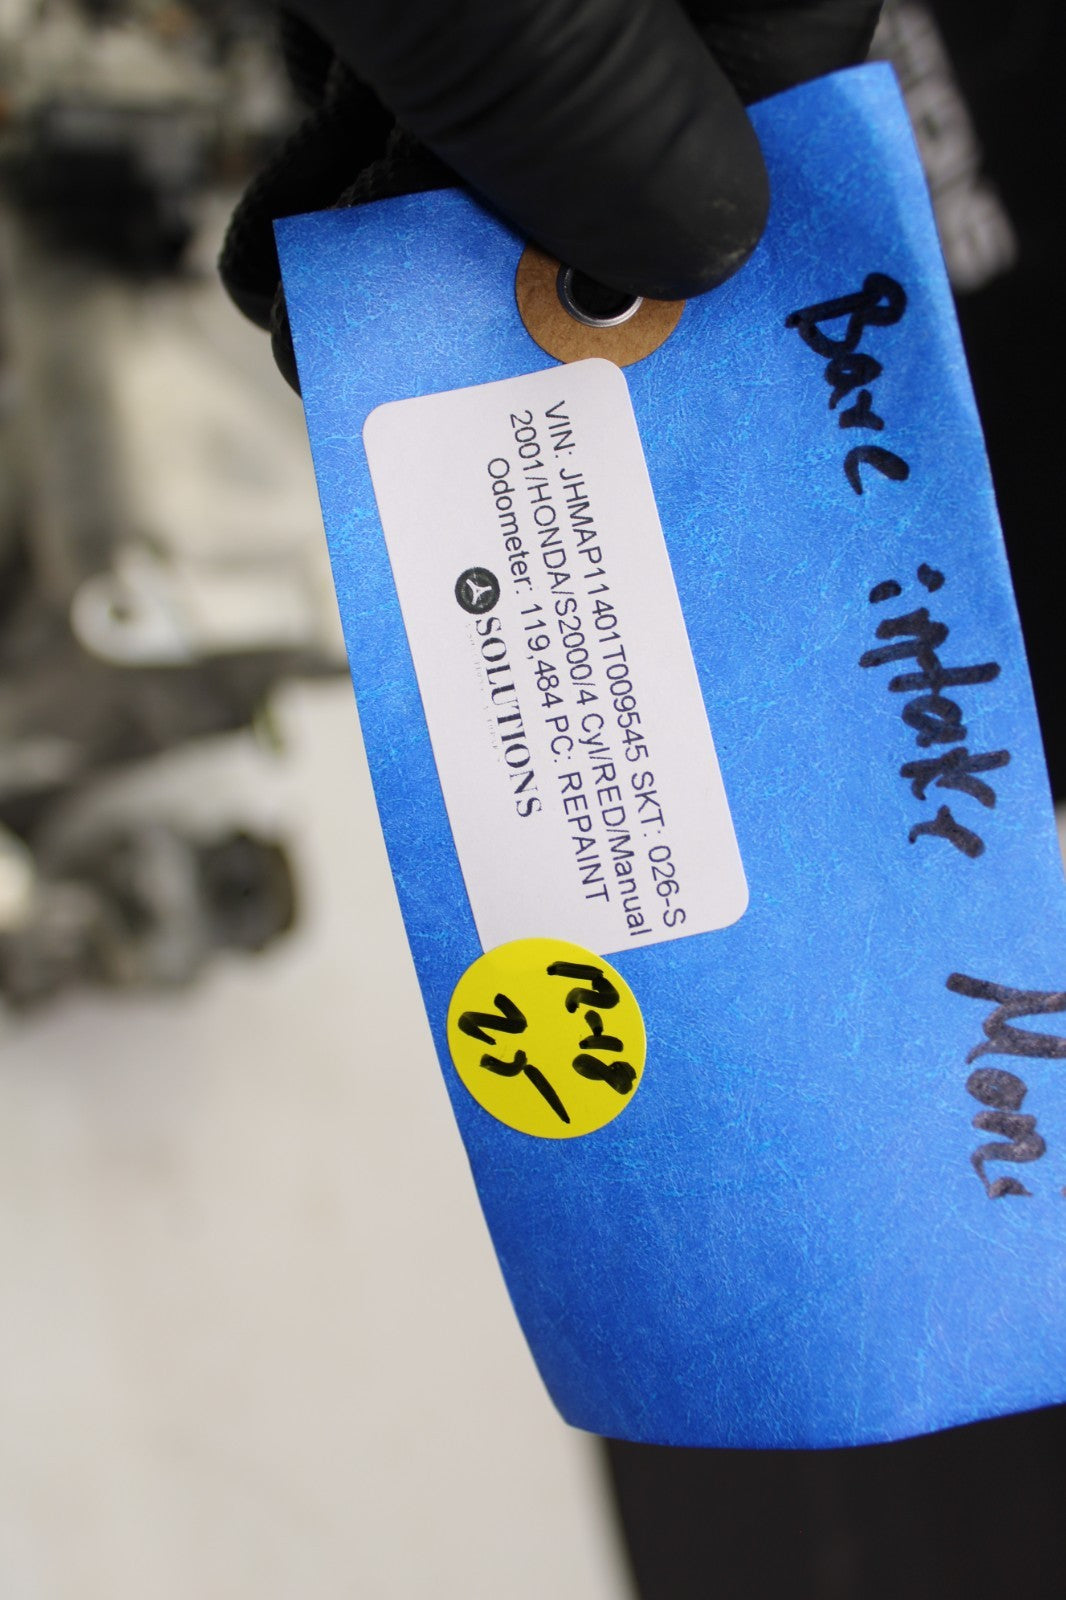 VIN: JHMAP11401T009545 SKT: 026-S
2001/HONDA/S2000/4 Cyl/RED/Manual
Odometer: 119,484 PC: REPAINT
SOLUTIONS
12-18
25
Bare intake Mani